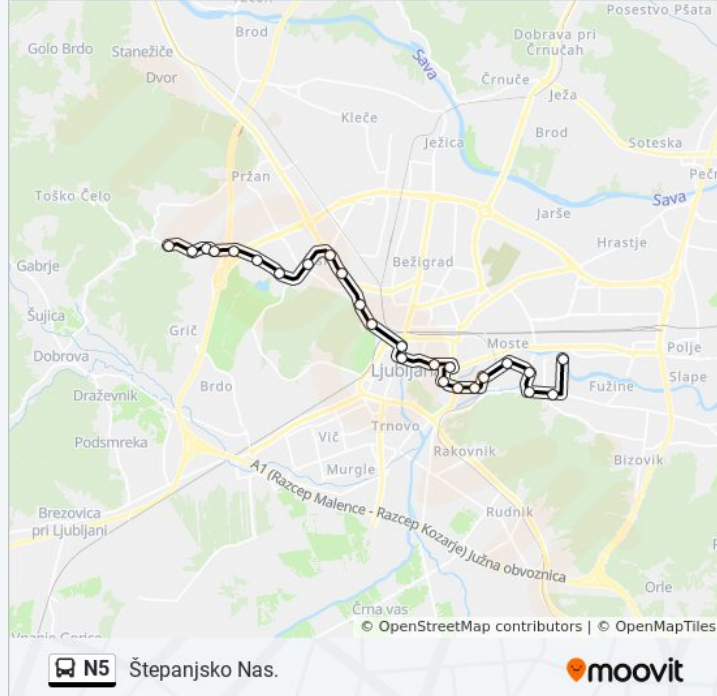 Posestvo Pšata
Brod
Dobrava pri
Črnučah
Golo Brdo
Stanežiče
Dvor
Sava
Črnuče
Ježa
Kleče
Brod
Soteska
Ježica
Pržan
Sava
Toško Čelo
Jarše
Hrastje
Gabrje
Bežigrad
Šujica
Grič
Moste
Polje
Dobrova
Ljubljana
Slape
Brdo
Fužine
Draževnik
Trnovo
Podsmreka
Vič
Rakovnik
Murgle
Bizovik
Brezovica
pri Ljubljani
A1 (Razcep Malence - Razcep Kozarje) Južna obvoznica
Rudnik
Orle
Črna vas
Vnanje Gorice
© OpenStreetMap contributors | © OpenMapTiles
N5 Štepanjsko Nas.
moovit